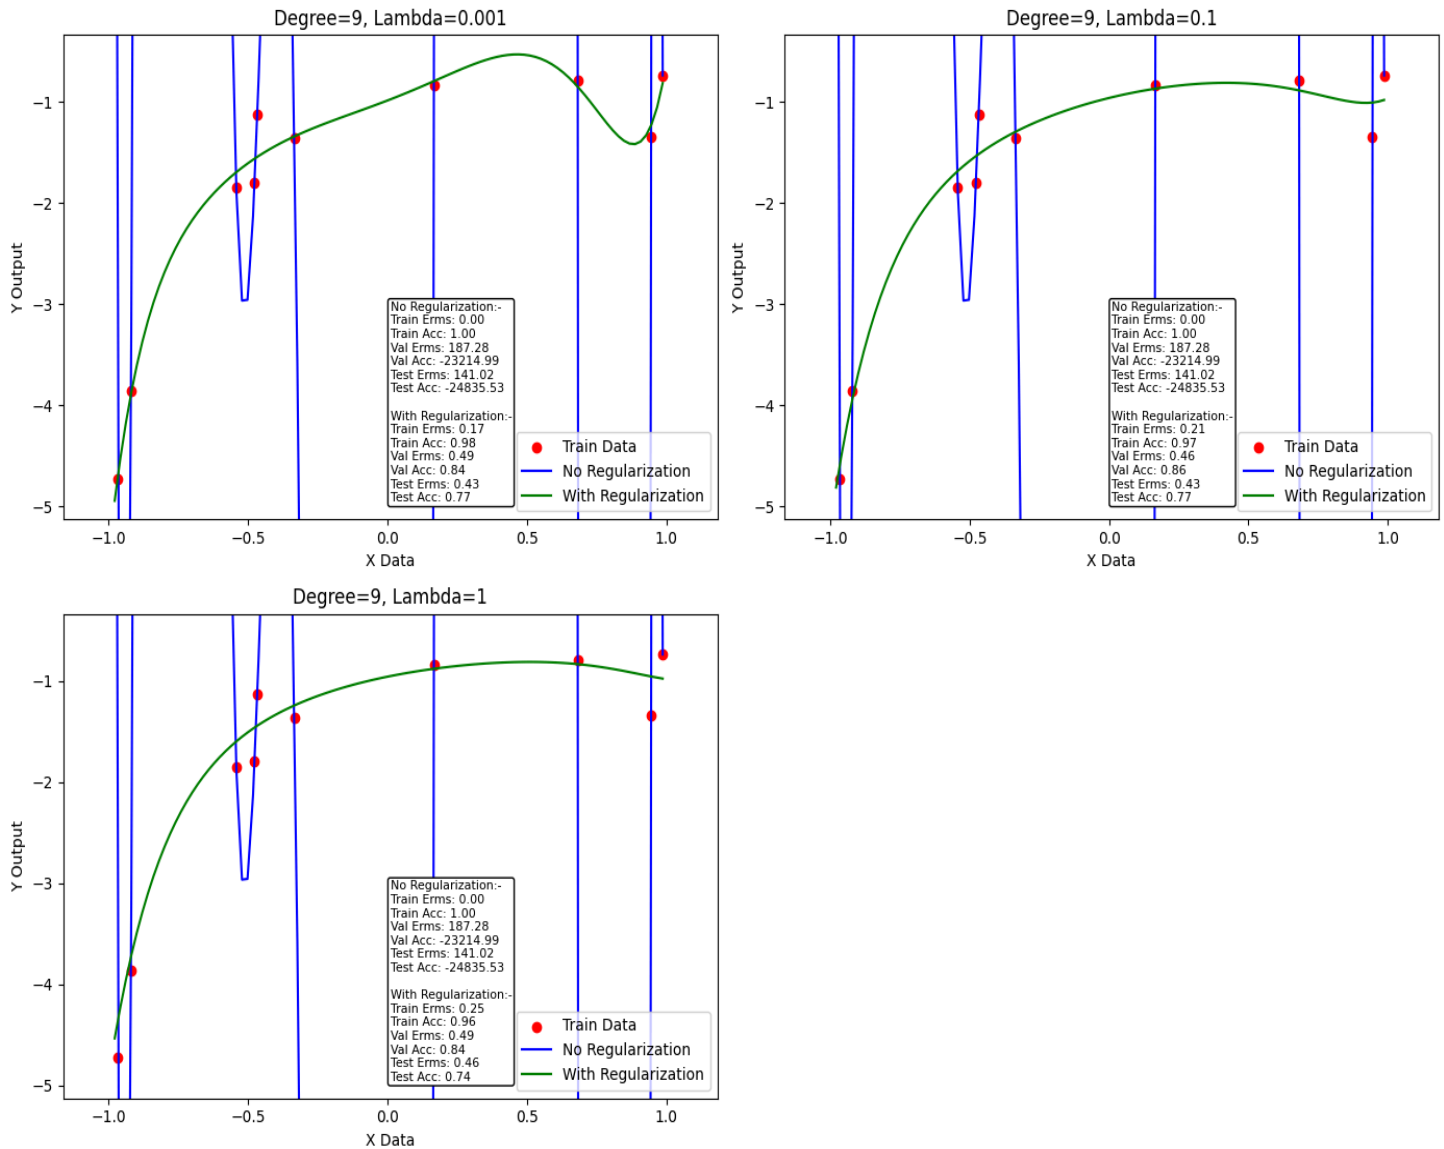 Degree=9, Lambda=0.001
Y Output
−1
−2
−3
−4
−5
No Regularization:-
Train Erms: 0.00
Train Acc: 1.00
Val Erms: 187.28
Val Acc: -23214.99
Test Erms: 141.02
Test Acc: -24835.53
With Regularization:-
Train Erms: 0.17
Train Acc: 0.98
Val Erms: 0.49
Val Acc: 0.84
Test Erms: 0.43
Test Acc: 0.77
Train Data
No Regularization
With Regularization
−1.0 −0.5 0.0 0.5 1.0
X Data
Degree=9, Lambda=0.1
Y Output
−1
−2
−3
−4
−5
No Regularization:-
Train Erms: 0.00
Train Acc: 1.00
Val Erms: 187.28
Val Acc: -23214.99
Test Erms: 141.02
Test Acc: -24835.53
With Regularization:-
Train Erms: 0.21
Train Acc: 0.97
Val Erms: 0.46
Val Acc: 0.86
Test Erms: 0.43
Test Acc: 0.77
Train Data
No Regularization
With Regularization
−1.0 −0.5 0.0 0.5 1.0
X Data
Degree=9, Lambda=1
Y Output
−1
−2
−3
−4
−5
No Regularization:-
Train Erms: 0.00
Train Acc: 1.00
Val Erms: 187.28
Val Acc: -23214.99
Test Erms: 141.02
Test Acc: -24835.53
With Regularization:-
Train Erms: 0.25
Train Acc: 0.96
Val Erms: 0.49
Val Acc: 0.84
Test Erms: 0.46
Test Acc: 0.74
Train Data
No Regularization
With Regularization
−1.0 −0.5 0.0 0.5 1.0
X Data